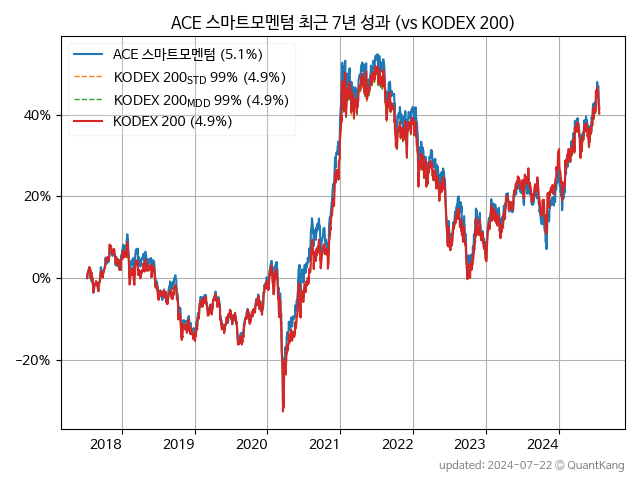 ACE 스마트모멘텀 최근 7년 성과 (vs KODEX 200)
ACE 스마트모멘텀 (5.1%)
KODEX 200STD 99% (4.9%)
KODEX 200MDD 99% (4.9%)
KODEX 200 (4.9%)
40%
20%
0%
−20%
2018 2019 2020 2021 2022 2023 2024
updated: 2024-07-22 © QuantKang